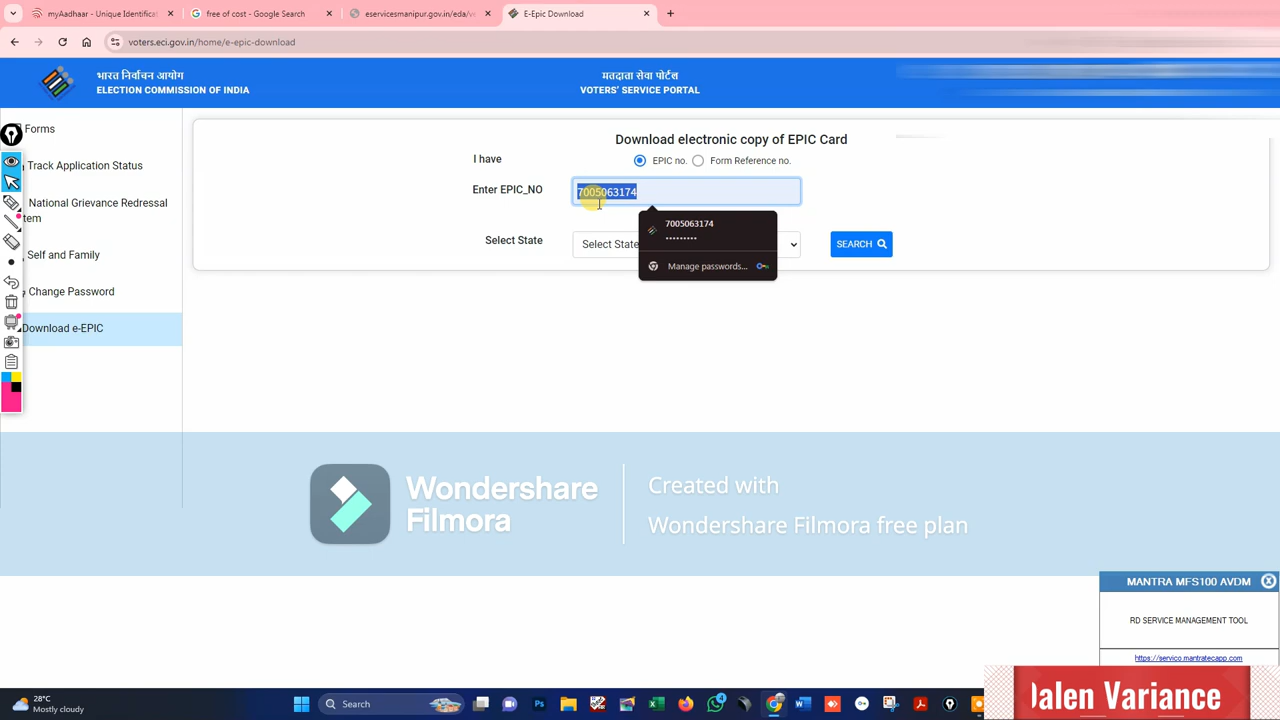 myAadhaar - Unique Identificat
free of cost - Google Search
eservicesmanipur.gov.in/eda/vo
E-Epic Download
voters.eci.gov.in/home/e-epic-download
भारत निर्वाचन आयोग
ELECTION COMMISSION OF INDIA
मतदाता सेवा पोर्टल
VOTERS' SERVICE PORTAL
Forms
Track Application Status
National Grievance Redressal
tem
Self and Family
Change Password
Download e-EPIC
Download electronic copy of EPIC Card
I have
EPIC no.
Form Reference no.
Enter EPIC_NO
7005063174
7005063174
•••••••••
Manage passwords...
Select State
Select State
SEARCH
Wondershare
Filmora
Created with
Wondershare Filmora free plan
MANTRA MFS100 AVDM
RD SERVICE MANAGEMENT TOOL
https://servico.mantratecapp.com
28°C
Mostly cloudy
Search
4
Jalen Variance